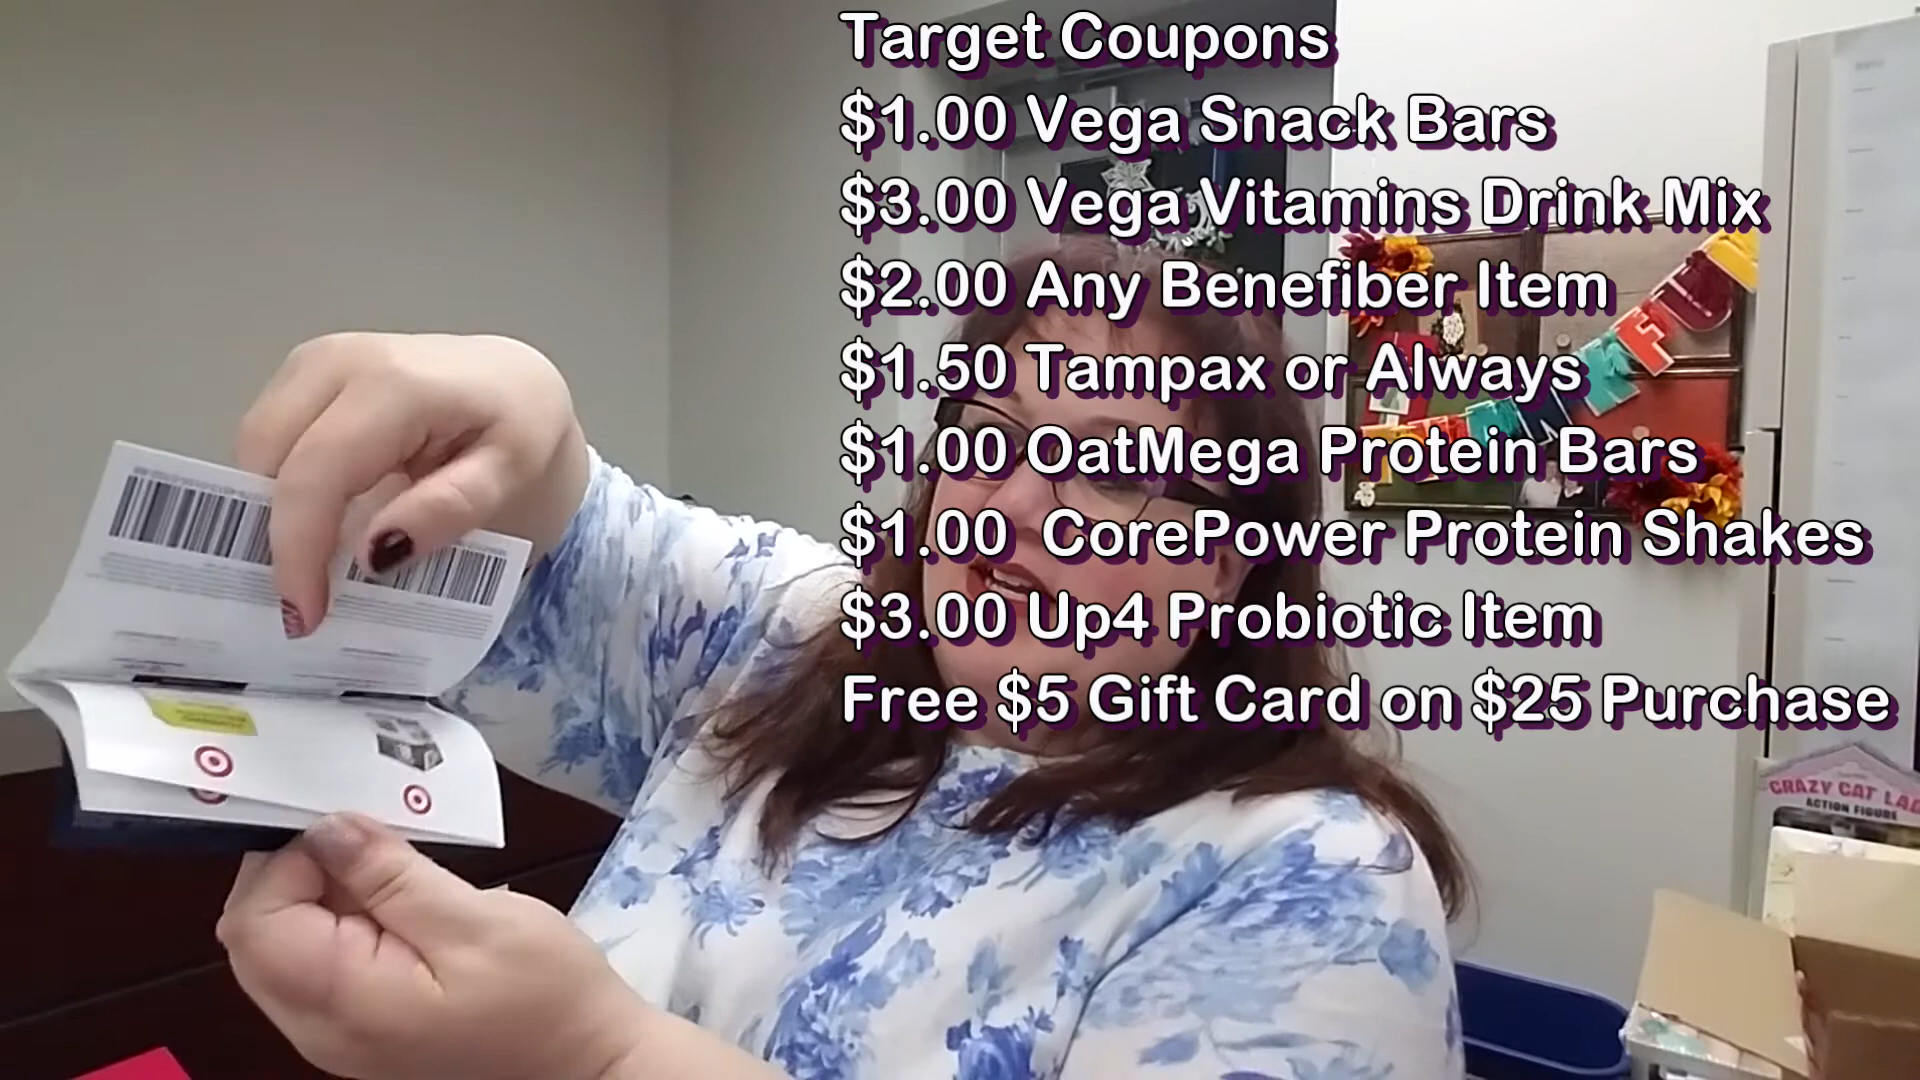 Target Coupons
$1.00 Vega Snack Bars
$3.00 Vega Vitamins Drink Mix
$2.00 Any Benefiber Item
$1.50 Tampax or Always
$1.00 OatMega Protein Bars
$1.00 CorePower Protein Shakes
$3.00 Up4 Probiotic Item
Free $5 Gift Card on $25 Purchase
CRAZY CAT LA
ACTION FIGURE